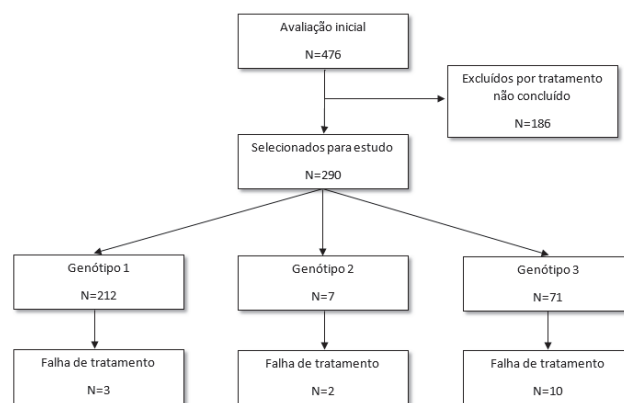 Avaliação inicial
N=476
Excluídos por tratamento
não concluído
N=186
Selecionados para estudo
N=290
Genótipo 1
N=212
Genótipo 2
N=7
Genótipo 3
N=71
Falha de tratamento
N=3
Falha de tratamento
N=2
Falha de tratamento
N=10